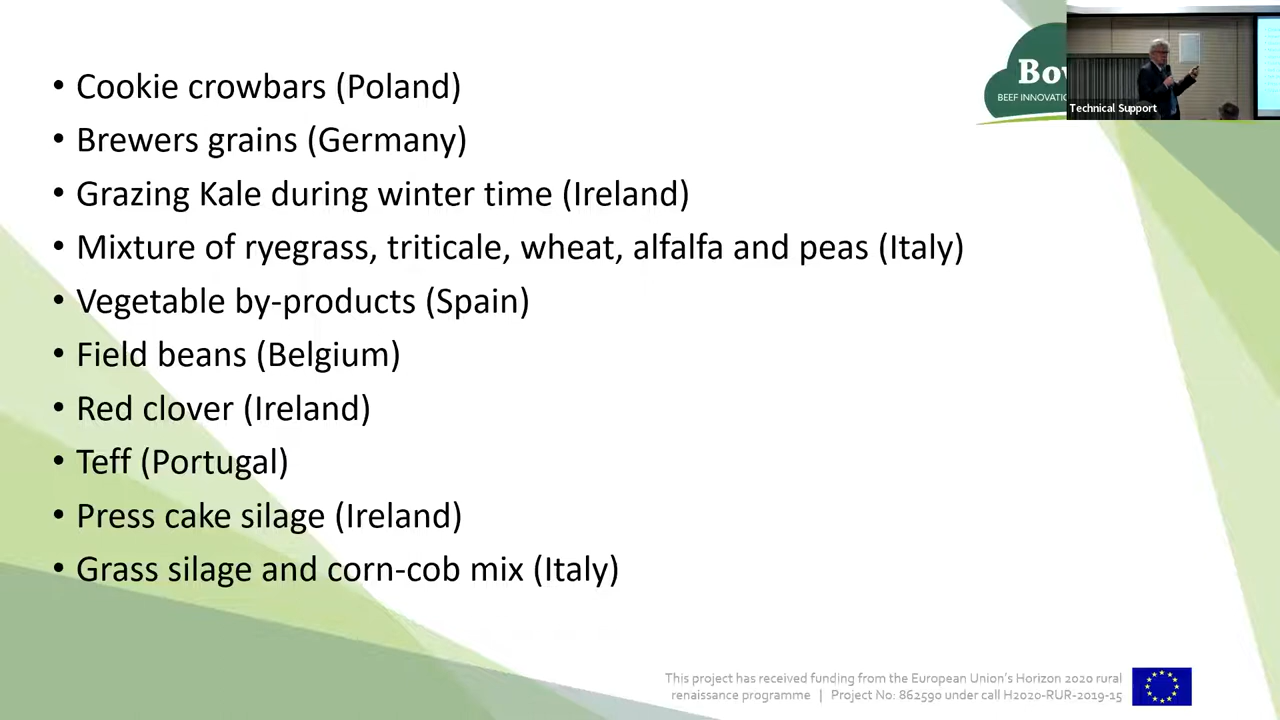 • Cookie crowbars (Poland)
• Brewers grains (Germany)
• Grazing Kale during winter time (Ireland)
• Mixture of ryegrass, triticale, wheat, alfalfa and peas (Italy)
• Vegetable by-products (Spain)
• Field beans (Belgium)
• Red clover (Ireland)
• Teff (Portugal)
• Press cake silage (Ireland)
• Grass silage and corn-cob mix (Italy)
BEEF
Technical Support
This project has received funding from the European Union's Horizon 2020 rural
renaissance programme | Project No: 862590 under call H2020-RUR-2019-15